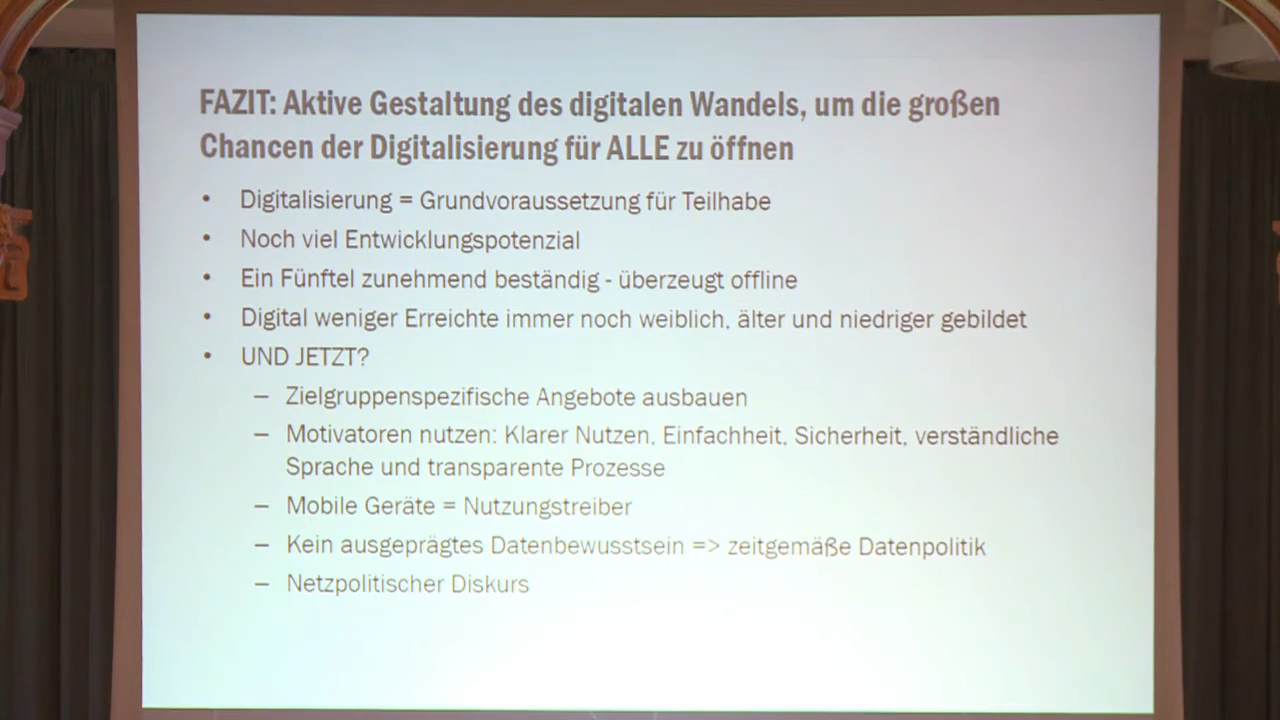 FAZIT: Aktive Gestaltung des digitalen Wandels, um die großen
Chancen der Digitalisierung für ALLE zu öffnen
• Digitalisierung = Grundvoraussetzung für Teilhabe
• Noch viel Entwicklungspotenzial
• Ein Fünftel zunehmend beständig - überzeugt offline
• Digital weniger Erreichte immer noch weiblich, älter und niedriger gebildet
• UND JETZT?
– Zielgruppenspezifische Angebote ausbauen
– Motivatoren nutzen: Klarer Nutzen, Einfachheit, Sicherheit, verständliche
Sprache und transparente Prozesse
– Mobile Geräte = Nutzungstreiber
– Kein ausgeprägtes Datenbewusstsein => zeitgemäße Datenpolitik
– Netzpolitischer Diskurs